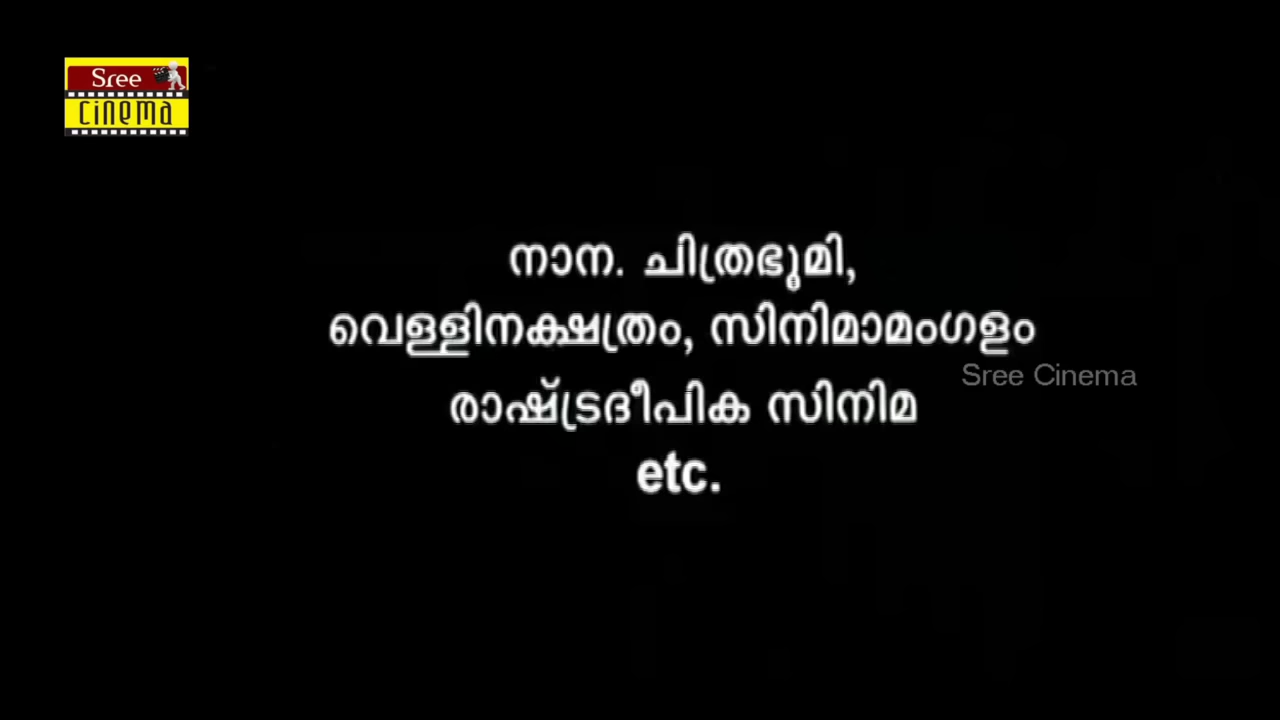 Sree
cinema
നാന. ചിത്രഭൂമി,
വെള്ളിനക്ഷത്രം, സിനിമാമംഗളം
Sree Cinema
രാഷ്ട്രദീപിക സിനിമ
etc.